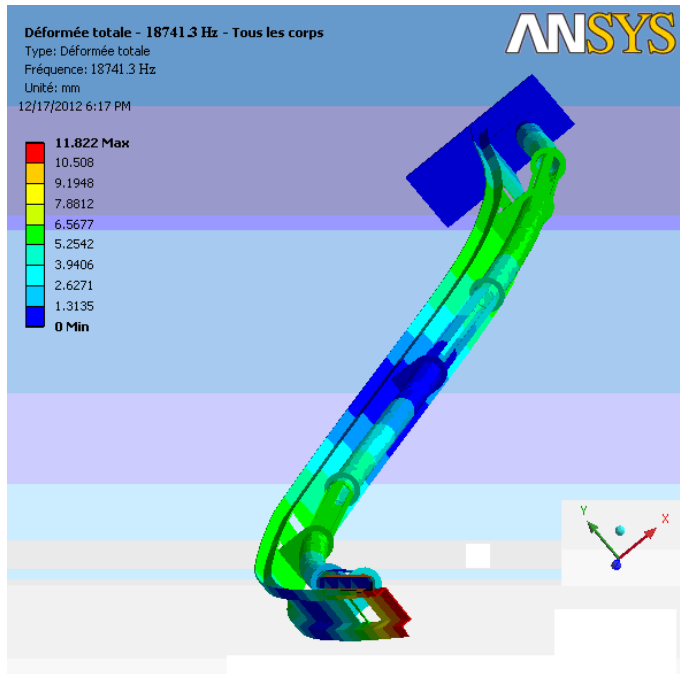 Déformée totale - 18741.3 Hz - Tous les corps
Type: Déformée totale
Fréquence: 18741.3 Hz
Unité: mm
12/17/2012 6:17 PM
ANSYS
11.822 Max
10.508
9.1948
7.8812
6.5677
5.2542
3.9406
2.6271
1.3135
0 Min
Y
X